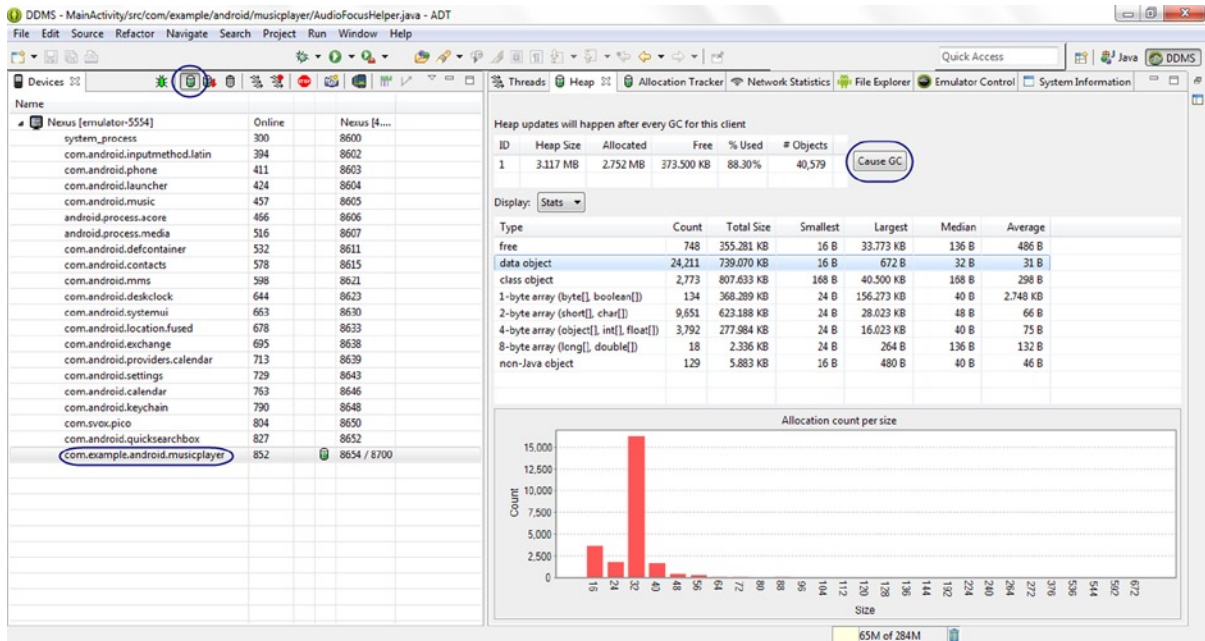 DDMS - MainActivity/src/com/example/android/musicplayer/AudioFocusHelper.java - ADT
File Edit Source Refactor Navigate Search Project Run Window Help
Quick Access
Java
DDMS
Devices
Name
Nexus [emulator-5554] Online Nexus [4....
system_process 300 8600
com.android.inputmethod.latin 394 8602
com.android.phone 411 8603
com.android.launcher 424 8604
com.android.music 457 8605
android.process.acore 466 8606
android.process.media 516 8607
com.android.defcontainer 532 8611
com.android.contacts 578 8615
com.android.mms 598 8621
com.android.deskclock 644 8623
com.android.systemui 663 8630
com.android.location.fused 678 8633
com.android.exchange 695 8638
com.android.providers.calendar 713 8639
com.android.settings 729 8643
com.android.calendar 763 8646
com.android.keychain 790 8648
com.svox.pico 804 8650
com.android.quicksearchbox 827 8652
com.example.android.musicplayer 852 8654 / 8700
Threads Heap Allocation Tracker Network Statistics File Explorer Emulator Control System Information
Heap updates will happen after every GC for this client
ID Heap Size Allocated Free % Used # Objects
1 3.117 MB 2.752 MB 373.500 KB 88.30% 40,579
Cause GC
Display: Stats
Type Count Total Size Smallest Largest Median Average
free 748 355.281 KB 16 B 33.773 KB 136 B 486 B
data object 24,211 739.070 KB 16 B 672 B 32 B 31 B
class object 2,773 807.633 KB 168 B 40.500 KB 168 B 298 B
1-byte array (byte[], boolean[]) 134 368.289 KB 24 B 156.273 KB 40 B 2.748 KB
2-byte array (short[], char[]) 9,651 623.188 KB 24 B 28.023 KB 48 B 66 B
4-byte array (object[], int[], float[]) 3,792 277.984 KB 24 B 16.023 KB 40 B 75 B
8-byte array (long[], double[]) 18 2.336 KB 24 B 264 B 136 B 132 B
non-Java object 129 5.883 KB 16 B 480 B 40 B 46 B
Allocation count per size
Count
15,000
12,500
10,000
7,500
5,000
2,500
0
16 24 32 40 48 56 64 72 80 88 96 104 112 120 128 136 144 192 224 240 264 272 376 536 544 592 672
Size
65M of 284M